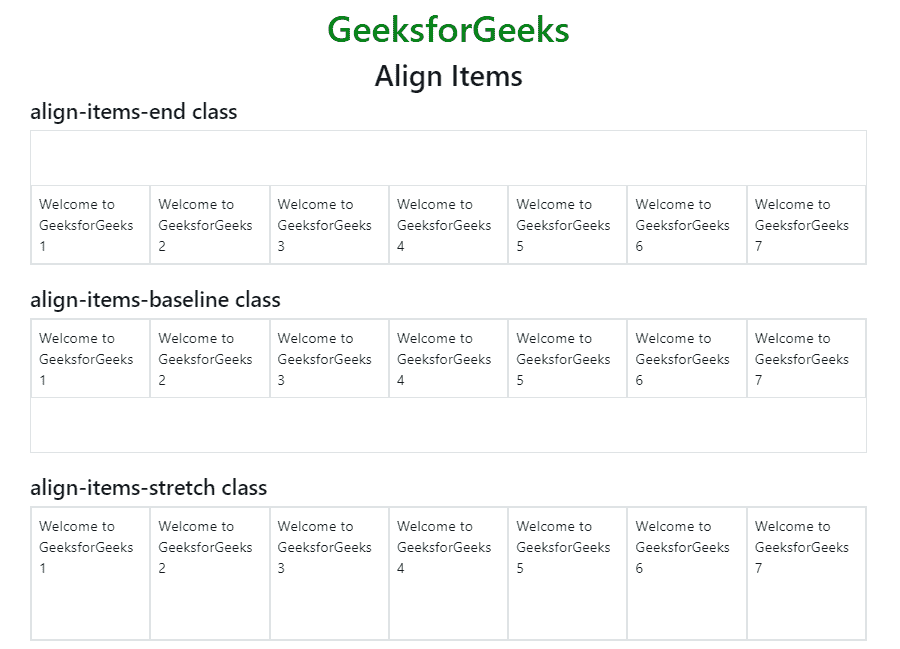 GeeksforGeeks
Align Items
align-items-end class
Welcome to GeeksforGeeks 1
Welcome to GeeksforGeeks 2
Welcome to GeeksforGeeks 3
Welcome to GeeksforGeeks 4
Welcome to GeeksforGeeks 5
Welcome to GeeksforGeeks 6
Welcome to GeeksforGeeks 7
align-items-baseline class
Welcome to GeeksforGeeks 1
Welcome to GeeksforGeeks 2
Welcome to GeeksforGeeks 3
Welcome to GeeksforGeeks 4
Welcome to GeeksforGeeks 5
Welcome to GeeksforGeeks 6
Welcome to GeeksforGeeks 7
align-items-stretch class
Welcome to GeeksforGeeks 1
Welcome to GeeksforGeeks 2
Welcome to GeeksforGeeks 3
Welcome to GeeksforGeeks 4
Welcome to GeeksforGeeks 5
Welcome to GeeksforGeeks 6
Welcome to GeeksforGeeks 7